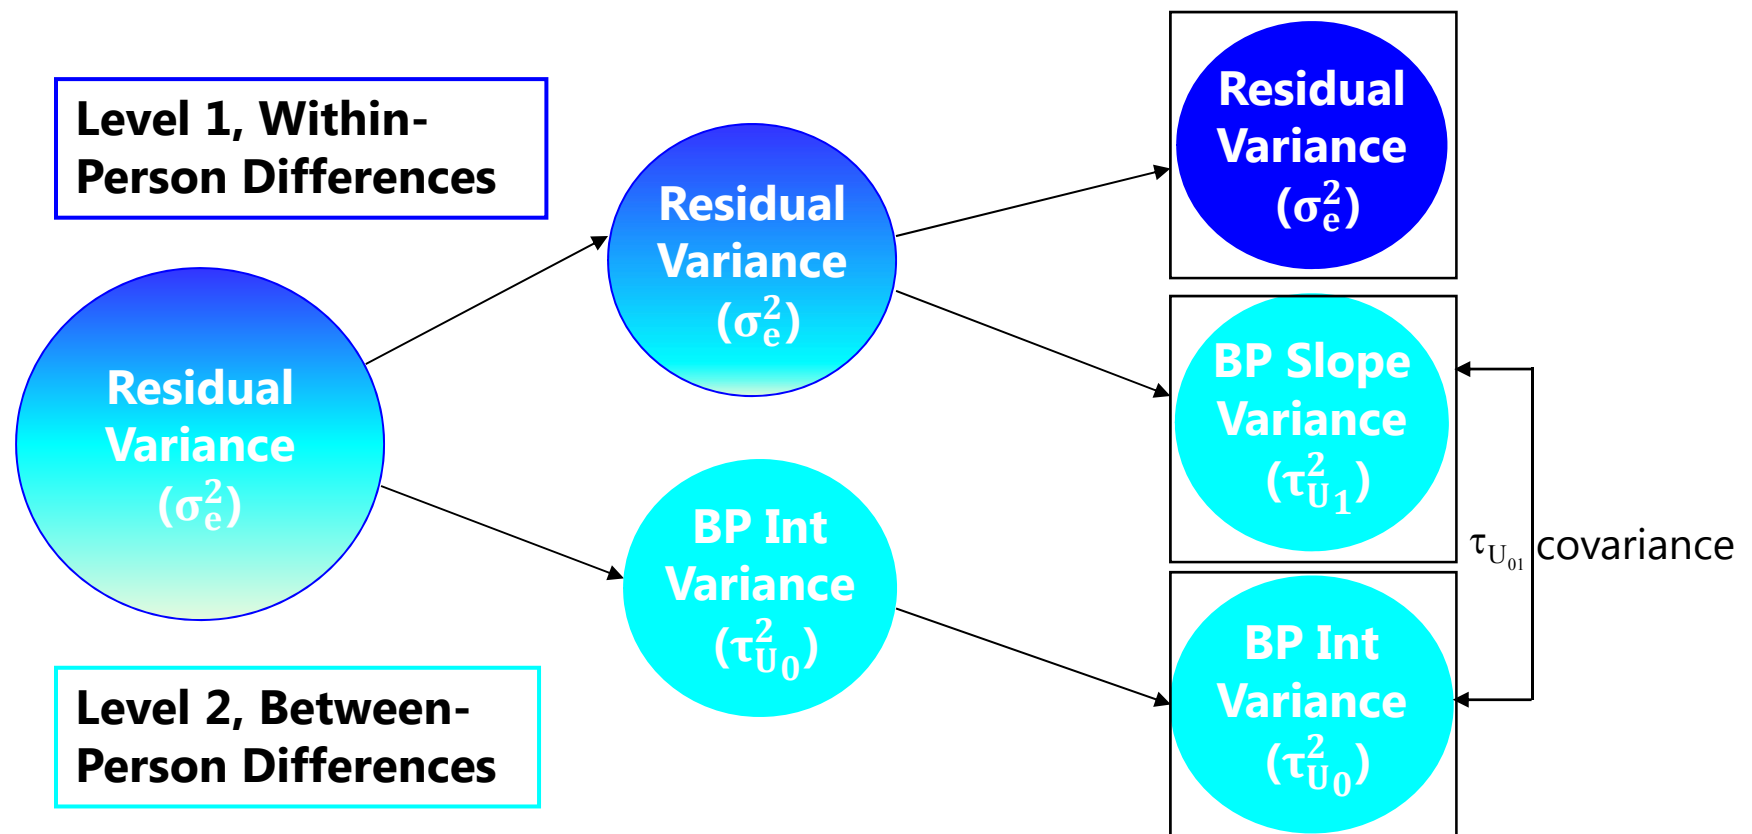 Level 1, Within-
Person Differences
Residual
Variance
(σ²ₑ)
Level 2, Between-
Person Differences
Residual
Variance
(σ²ₑ)
BP Int
Variance
(τ²U₀)
Residual
Variance
(σ²ₑ)
BP Slope
Variance
(τ²U₁)
BP Int
Variance
(τ²U₀)
τU₀₁ covariance